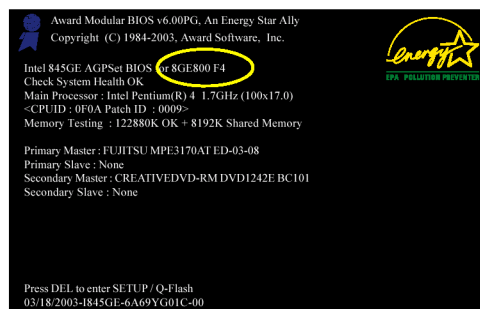 Award Modular BIOS v6.00PG, An Energy Star Ally
Copyright (C) 1984-2003, Award Software, Inc.
energy
EPA POLLUTION PREVENTER
Intel 845GE AGPSet BIOS for 8GE800 F4
Check System Health OK
Main Processor : Intel Pentium(R) 4 1.7GHz (100x17.0)
<CPUID : 0F0A Patch ID : 0009>
Memory Testing : 122880K OK + 8192K Shared Memory
Primary Master : FUJITSU MPE3170AT ED-03-08
Primary Slave : None
Secondary Master : CREATIVEDVD-RM DVD1242E BC101
Secondary Slave : None
Press DEL to enter SETUP / Q-Flash
03/18/2003-I845GE-6A69YG01C-00